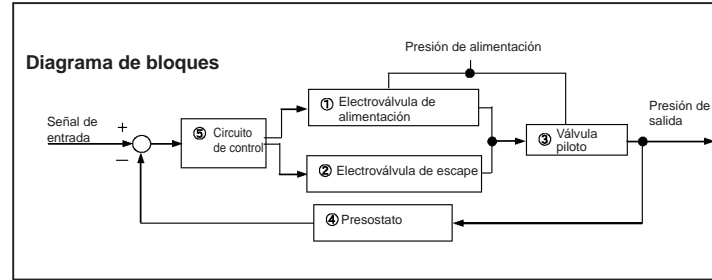 Presión de alimentación
Diagrama de bloques
① Electroválvula de
alimentación
Señal de
entrada
+
−
⑤ Circuito
de control
③ Válvula
piloto
Presión de
salida
② Electroválvula de escape
④ Presostato